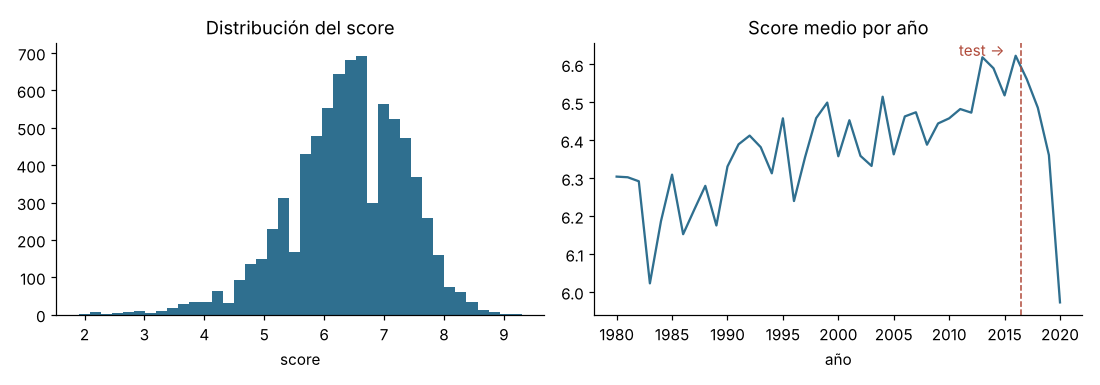 Distribución del score
700
600
500
400
300
200
100
0
2 3 4 5 6 7 8 9
score
Score medio por año
test →
6.6
6.5
6.4
6.3
6.2
6.1
6.0
1980 1985 1990 1995 2000 2005 2010 2015 2020
año